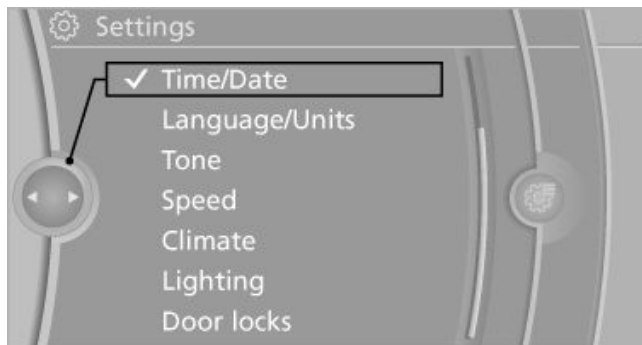 Settings
Time/Date
Language/Units
Tone
Speed
Climate
Lighting
Door locks